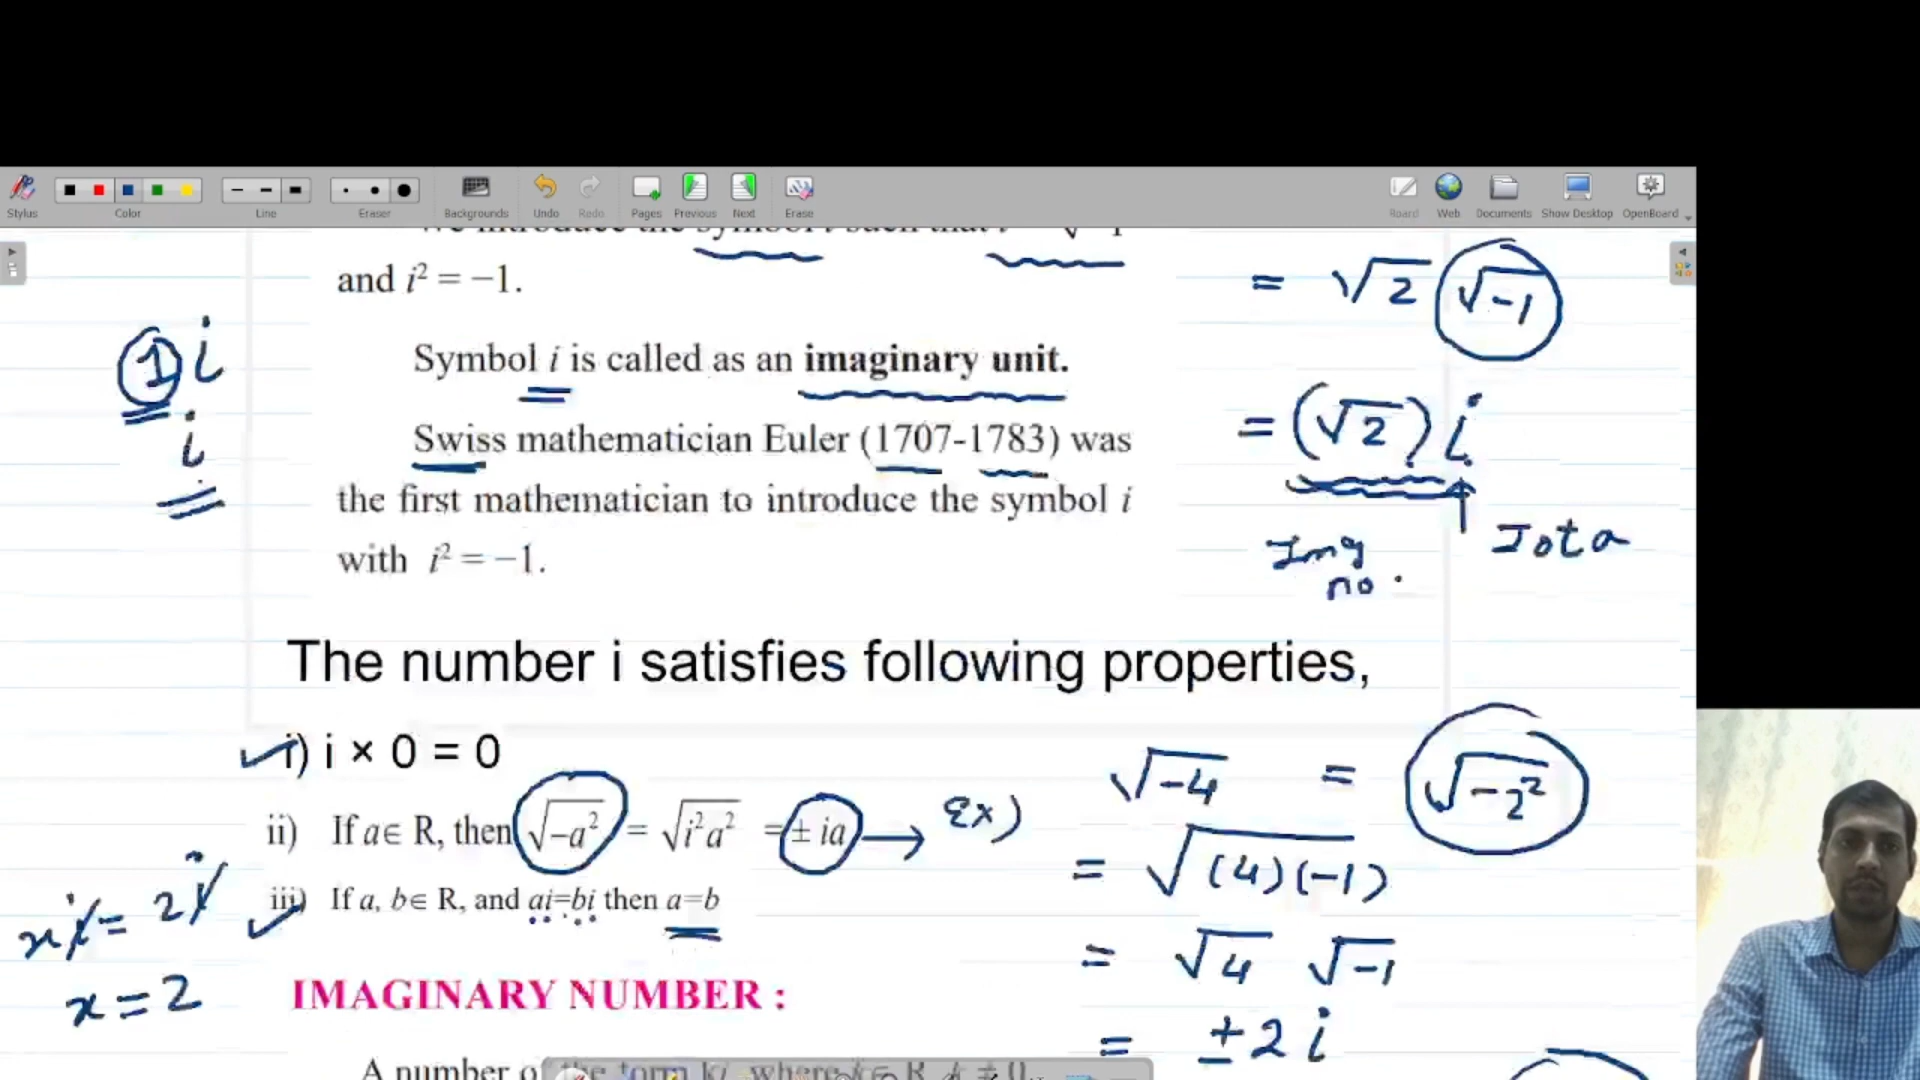 Stylus
Color
Line
Eraser
Backgrounds
Undo
Redo
Pages
Previous
Next
Erase
Board
Web
Documents
Show Desktop
OpenBoard
and i² = −1.
= √2 √-1
1 i
i
Symbol i is called as an imaginary unit.
Swiss mathematician Euler (1707-1783) was
the first mathematician to introduce the symbol i
with i² = −1.
= (√2) i
Img no.
Iota
The number i satisfies following properties,
i) i × 0 = 0
ii) If a∈ R, then √−a² = √i²a² = ± ia → Ex)
iii) If a, b∈ R, and ai=bi then a=b
xi = 2i
x = 2
√-4 = √-2²
= √(4)(-1)
= √4 √-1
= ±2i
IMAGINARY NUMBER :
A number